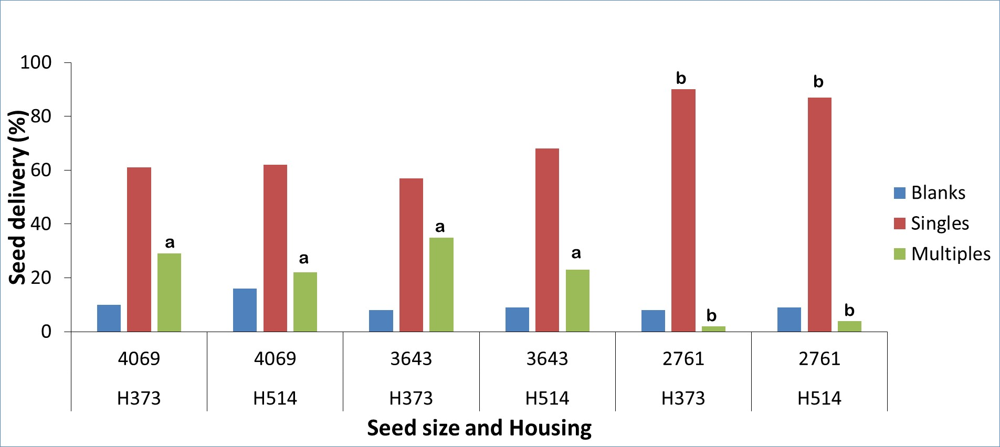 100
80
60
40
20
0
Seed delivery (%)
a
a
a
a
b
b
b
b
Blanks
Singles
Multiples
4069 4069 3643 3643 2761 2761
H373 H514 H373 H514 H373 H514
Seed size and Housing